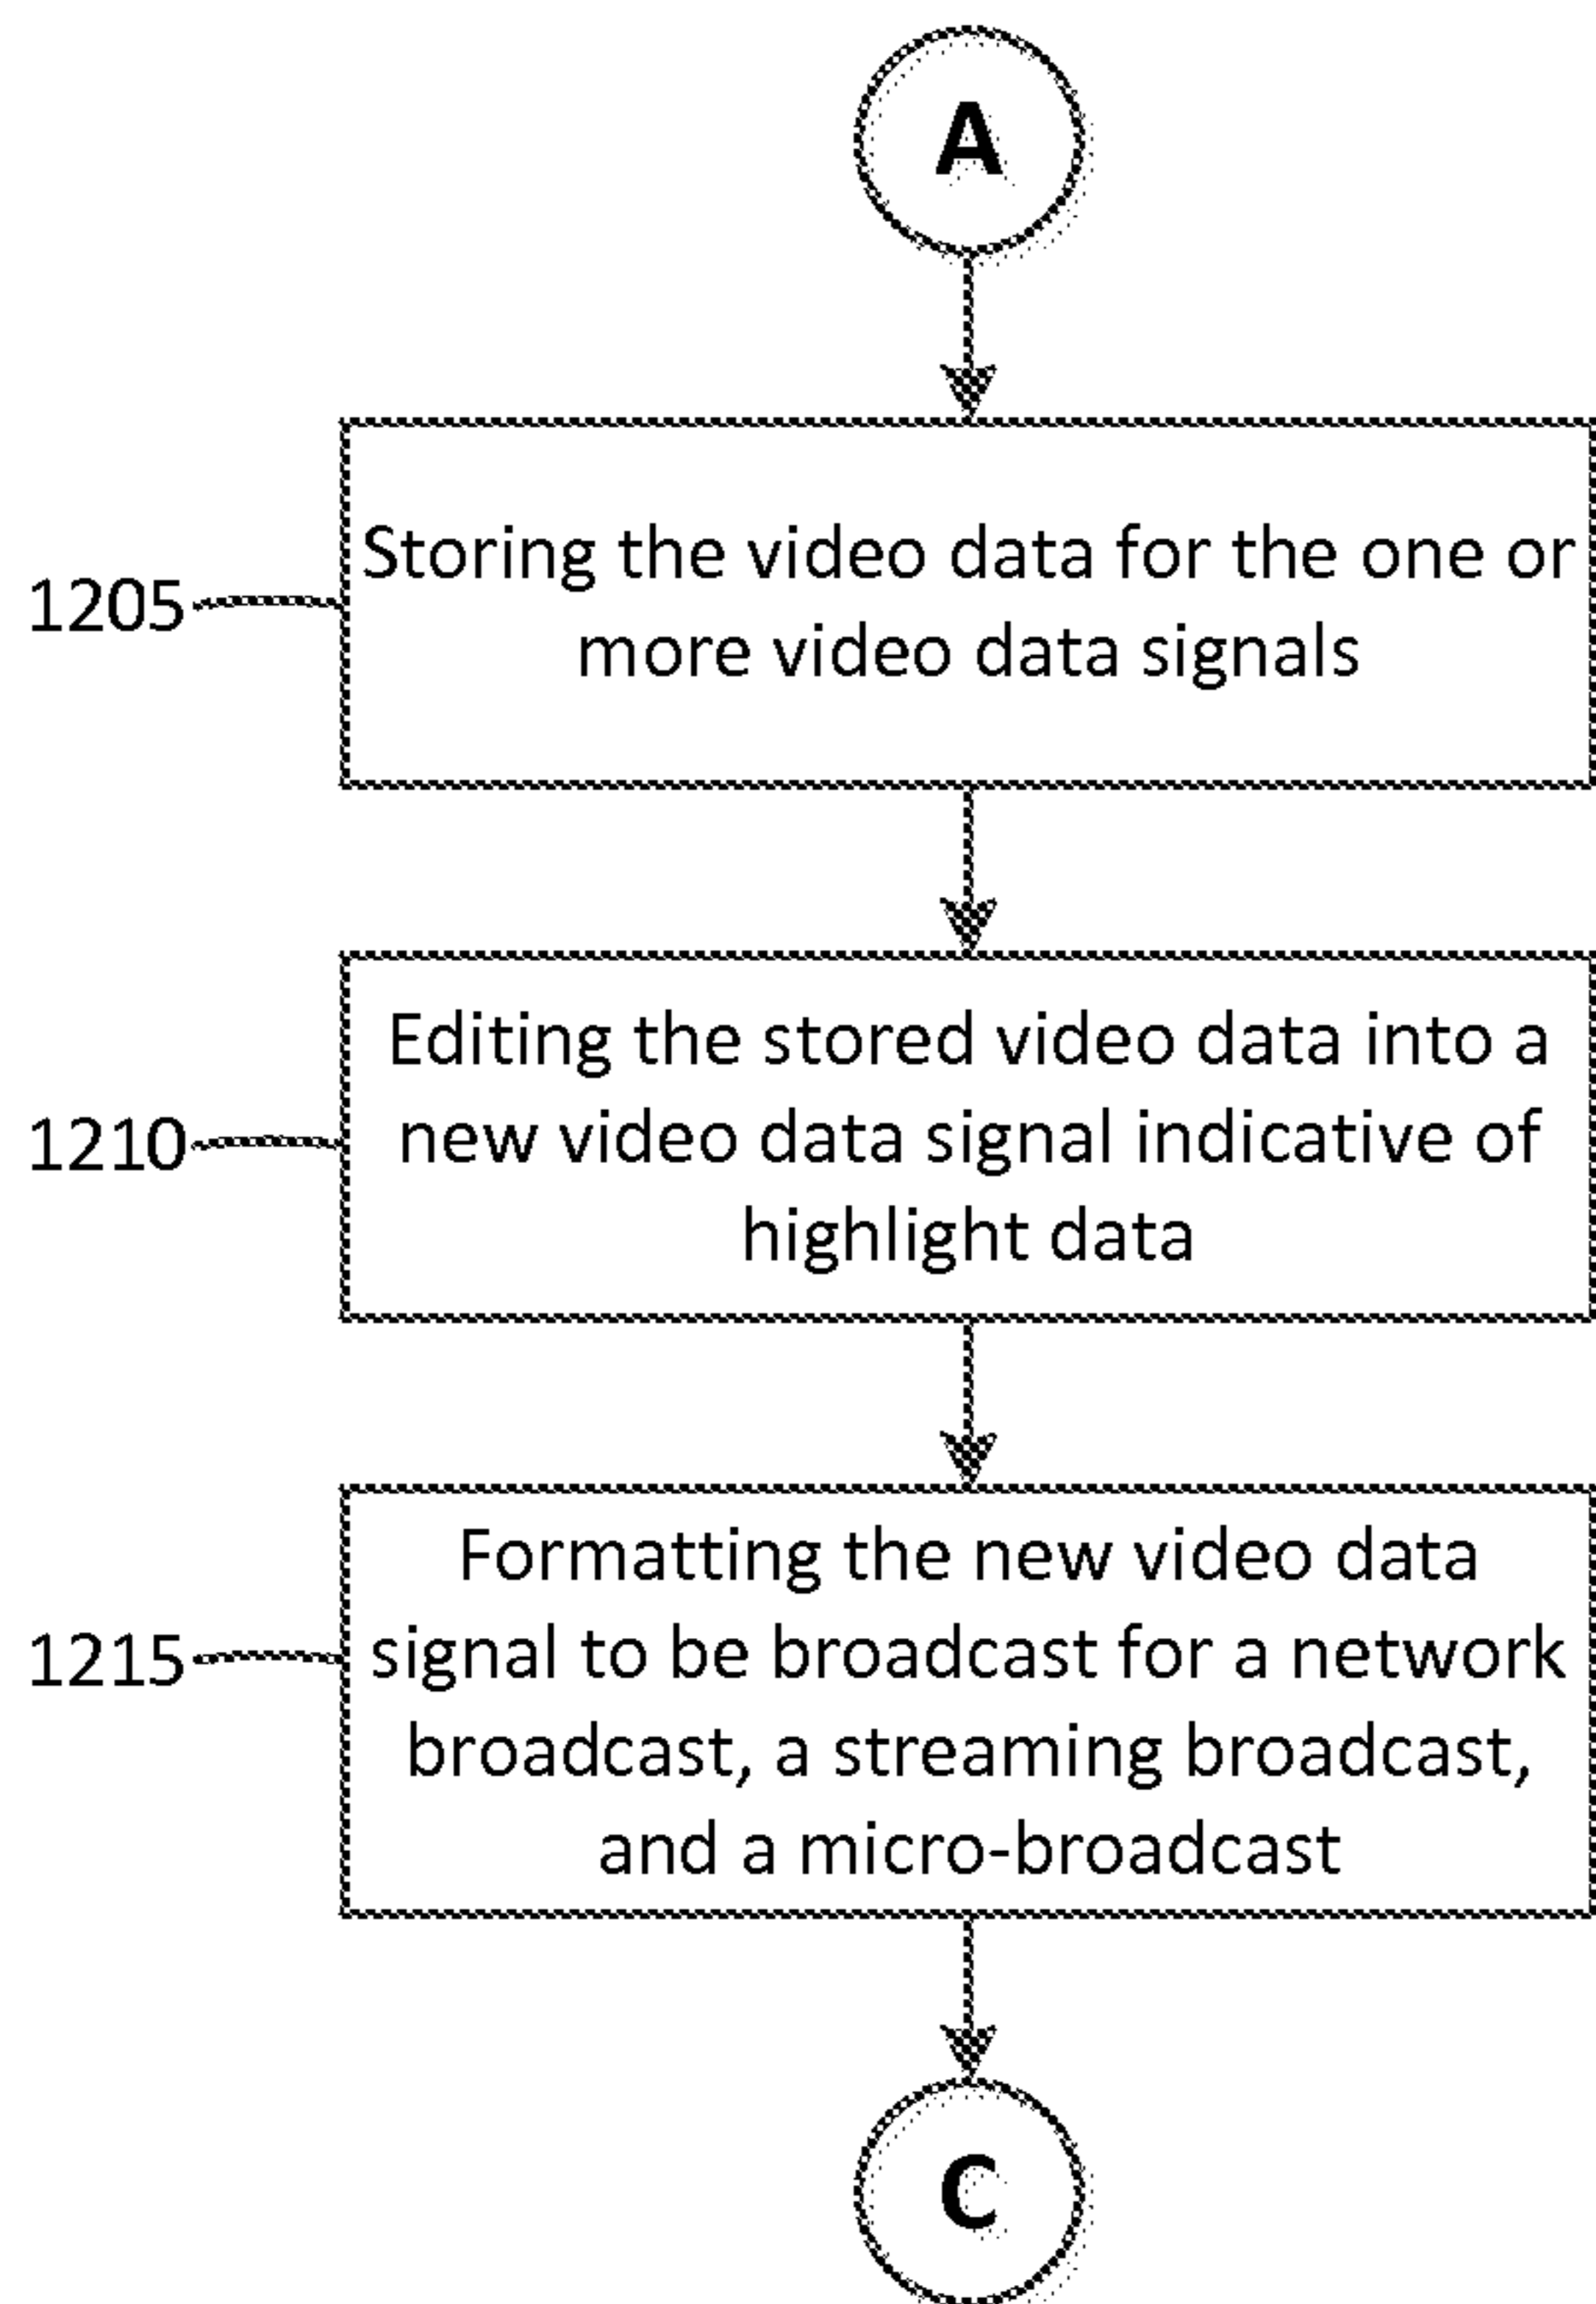 A
Storing the video data for the one or
more video data signals
1205
Editing the stored video data into a
new video data signal indicative of
highlight data
1210
Formatting the new video data
signal to be broadcast for a network
broadcast, a streaming broadcast,
and a micro-broadcast
1215
C